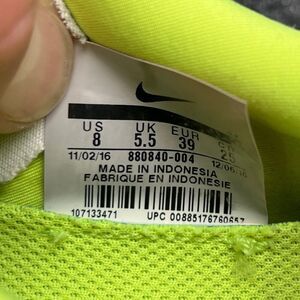 US UK EUR
8 5.5 39 25
11/02/16 880840-004
MADE IN INDONESIA
FABRIQUE EN INDONESIE
107133471 UPC 00885176760657